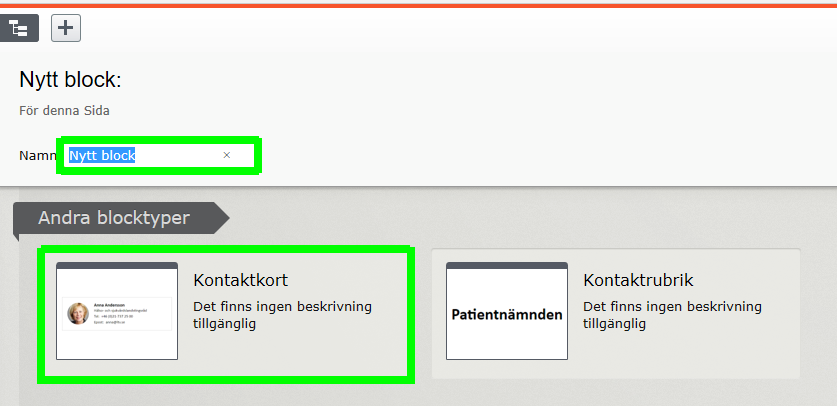 Nytt block:
För denna Sida
Namn
Nytt block ×
Andra blocktyper
Kontaktkort
Det finns ingen beskrivning
tillgänglig
Anna Andersson
Kontaktrubrik
Det finns ingen beskrivning
tillgänglig
Patientnämnden